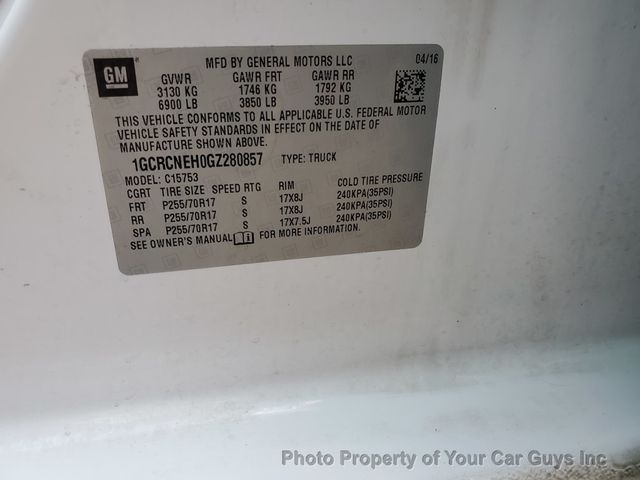 GM
MFD BY GENERAL MOTORS LLC 04/16
GVWR GAWR FRT GAWR RR
3130 KG 1746 KG 1792 KG
6900 LB 3850 LB 3950 LB
THIS VEHICLE CONFORMS TO ALL APPLICABLE U.S. FEDERAL MOTOR
VEHICLE SAFETY STANDARDS IN EFFECT ON THE DATE OF
MANUFACTURE SHOWN ABOVE.
1GCRCNEH0GZ280857 TYPE: TRUCK
MODEL: C15753
CGRT TIRE SIZE SPEED RTG RIM COLD TIRE PRESSURE
FRT P255/70R17 S 17X8J 240KPA(35PSI)
RR P255/70R17 S 17X8J 240KPA(35PSI)
SPA P255/70R17 S 17X7.5J 240KPA(35PSI)
SEE OWNER'S MANUAL FOR MORE INFORMATION.
Photo Property of Your Car Guys Inc